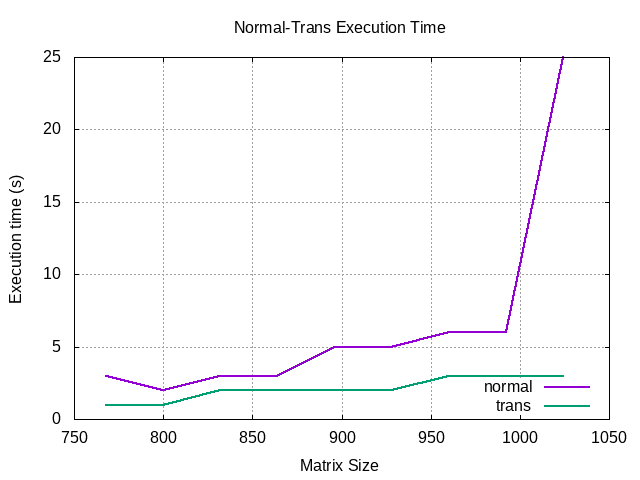 Normal-Trans Execution Time
25
20
15
10
5
0
Execution time (s)
normal
trans
750 800 850 900 950 1000 1050
Matrix Size